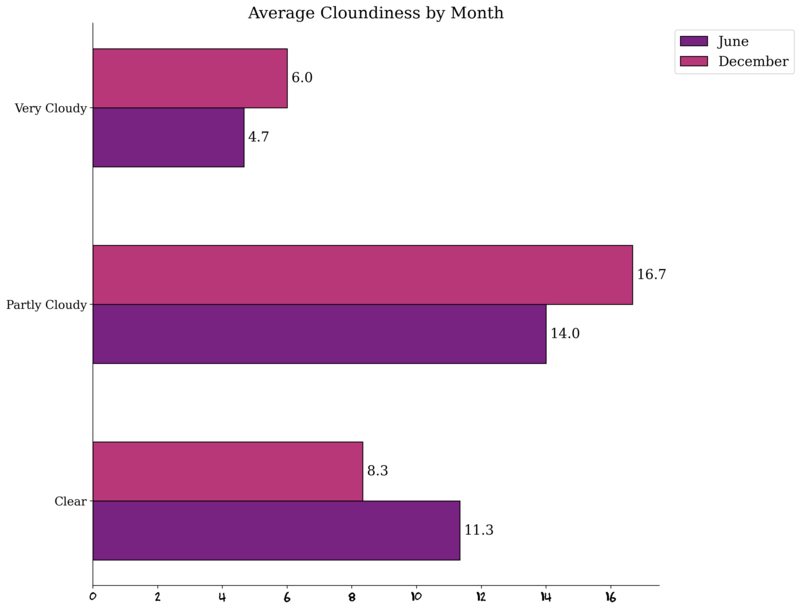 Average Cloundiness by Month
June
December
Very Cloudy
6.0
4.7
Partly Cloudy
16.7
14.0
Clear
8.3
11.3
0 2 4 6 8 10 12 14 16